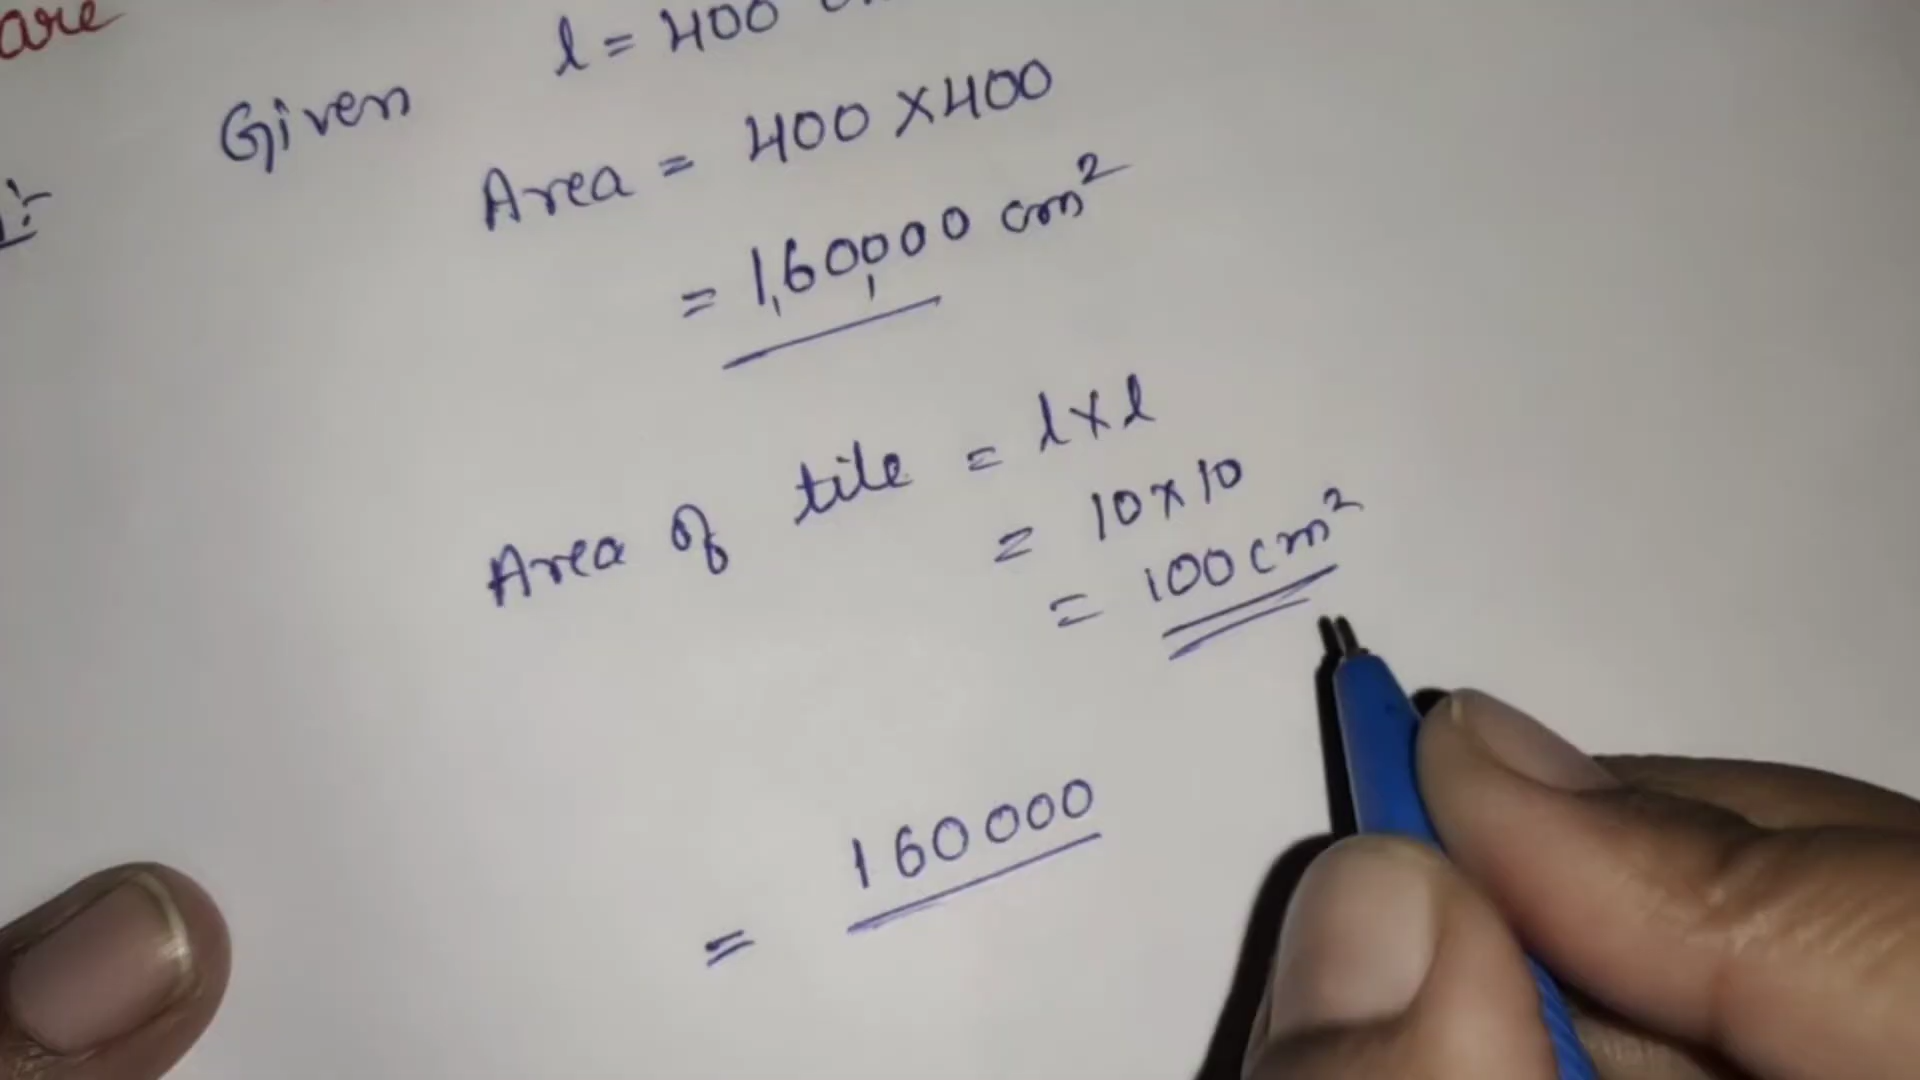 are
Given l = 400
Area = 400 × 400
= 1,60,000 cm²
Area of tile = l × l
= 10 × 10
= 100 cm²
= 160000